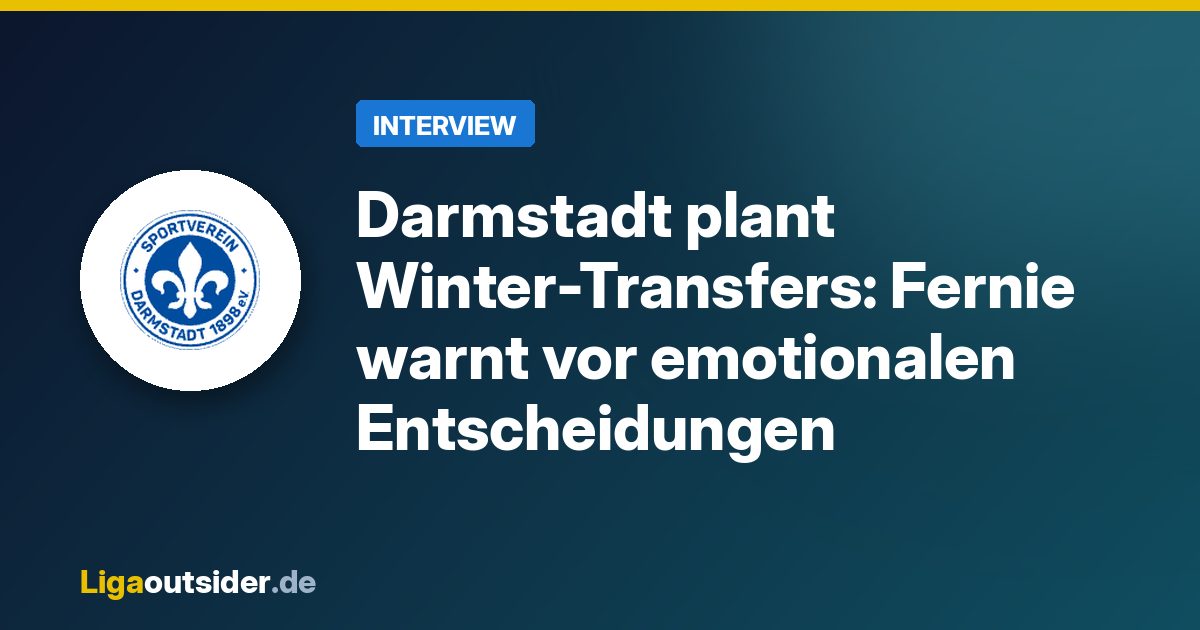 INTERVIEW
SPORTVEREIN
DARMSTADT 1898 e.V.
Darmstadt plant
Winter-Transfers: Fernie
warnt vor emotionalen
Entscheidungen
Ligaoutsider.de